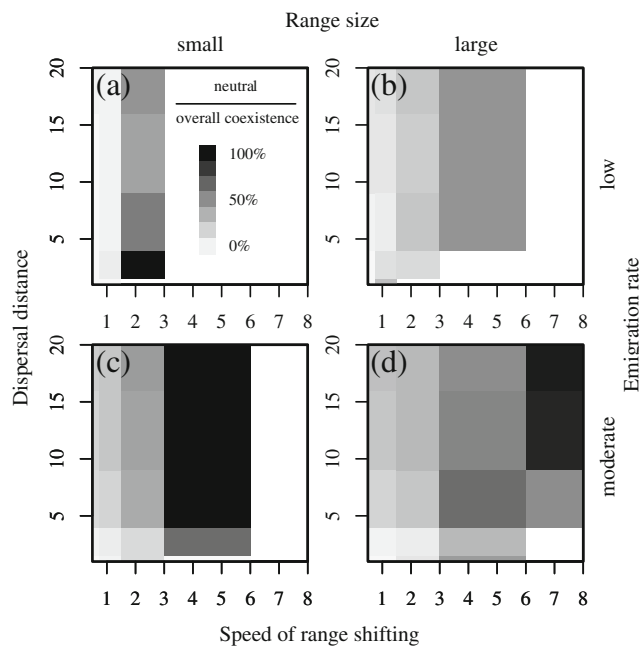 Range size
small large
(a) (b)
neutral
overall coexistence
100%
50%
0%
20
15
10
5
1 2 3 4 5 6 7 8
1 2 3 4 5 6 7 8
20
15
10
5
low
(c) (d)
20
15
10
5
1 2 3 4 5 6 7 8
1 2 3 4 5 6 7 8
20
15
10
5
moderate
Dispersal distance
Emigration rate
Speed of range shifting